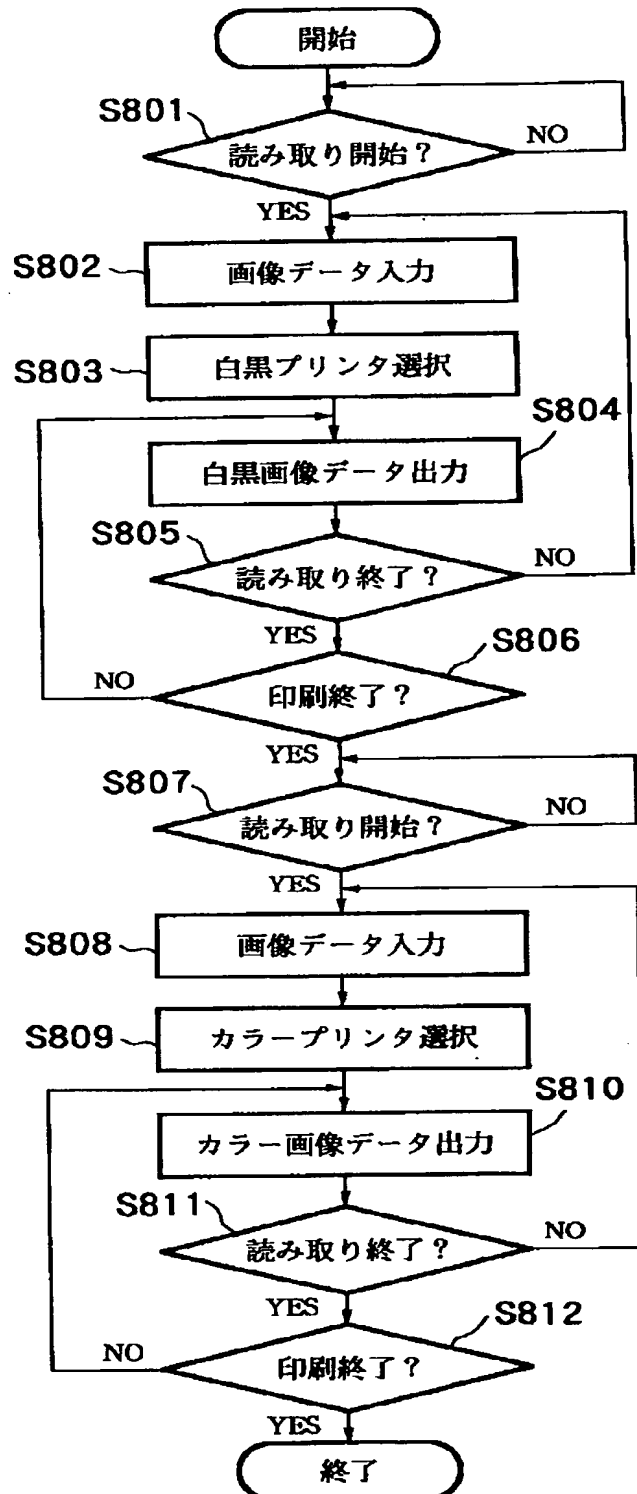 開始
S801
読み取り開始?
NO
YES
S802
画像データ入力
S803
白黒プリンタ選択
S804
白黒画像データ出力
S805
読み取り終了?
NO
YES
S806
NO
印刷終了?
YES
S807
読み取り開始?
NO
YES
S808
画像データ入力
S809
カラープリンタ選択
S810
カラー画像データ出力
S811
読み取り終了?
NO
YES
S812
NO
印刷終了?
YES
終了